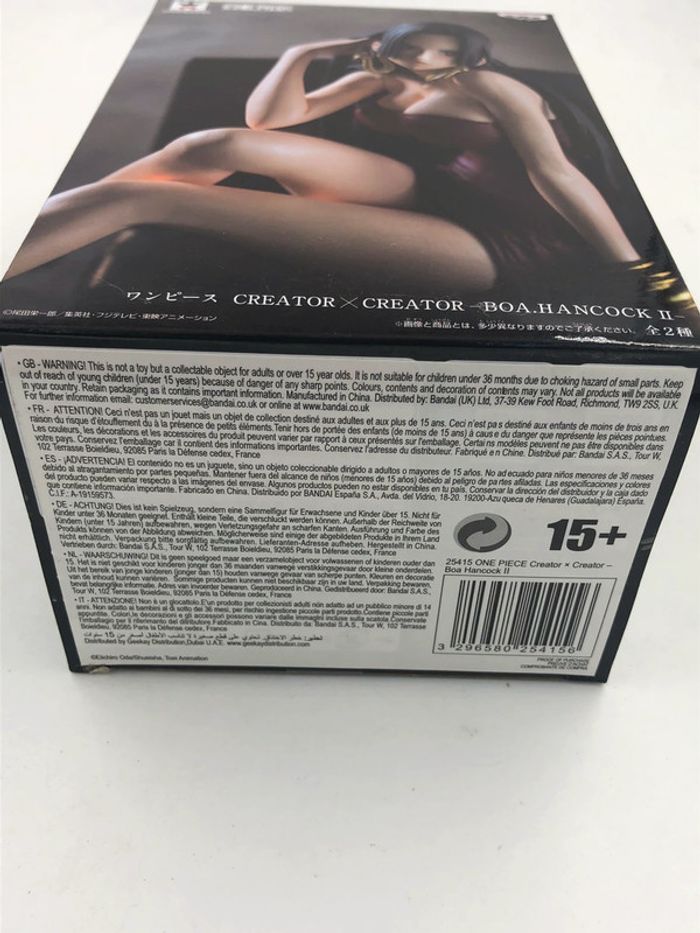 ワンピース CREATOR×CREATOR -BOA.HANCOCK II-
©尾田栄一郎/集英社・フジテレビ・東映アニメーション
※画像と商品とは、多少異なりますのでご了承ください。 全2種
• GB - WARNING! This is not a toy but a collectable object for adults or over 15 year olds. It is not suitable for children under 36 months due to choking hazard of small parts. Keep
out of reach of young children (under 15 years) because of danger of any sharp points. Colours, contents and decoration of contents may vary. Not all products will be available
in your country. Retain packaging as it contains important information. Manufactured in China. Distributed by: Bandai (UK) Ltd, 37-39 Kew Foot Road, Richmond, TW9 2SS, U.K.
For further information email: customerservices@bandai.co.uk or online at www.bandai.co.uk
• FR - ATTENTION! Ceci n'est pas un jouet mais un objet de collection destiné aux adultes et aux plus de 15 ans. Ceci n'est pas destiné aux enfants de moins de trois ans en
raison du risque d'étouffement du à la présence de petits éléments. Tenir hors de portée des enfants (de moins de 15 ans) à cause du danger que représente les pièces pointues.
Les couleurs, les décorations et les accessoires du produit peuvent varier par rapport à ceux présentés sur l'emballage. Certains modèles peuvent ne pas être disponibles dans
votre pays. Conservez l'emballage car il contient des informations importantes. Conservez l'adresse du distributeur. Fabriqué en Chine. Distribué par: Bandai S.A.S., Tour W,
102 Terrasse Boieldieu, 92085 Paris la Défense cedex, France
• ES - ¡ADVERTENCIA! El contenido no es un juguete, sino un objeto coleccionable dirigido a adultos o mayores de 15 años. No adecuado para niños menores de 36 meses
debido al atragantamiento por partes pequeñas. Mantener fuera del alcance de niños (menores de 15 años) debido al peligro de partes afiladas. Las especificaciones y colores
del producto pueden variar respecto a las imágenes del envase. Algunos productos pueden no estar disponibles en tu país. Conservar la dirección del distribuidor y la caja dado
que contiene información importante. Fabricado en China. Distribuido por BANDAI España S.A., Avda. del Vidrio, 18-20. 19200-Azuqueca de Henares (Guadalajara) España.
C.I.F.: A-19159573.
• DE - ACHTUNG! Dies ist kein Spielzeug, sondern eine Sammelfigur für Erwachsene und Kinder über 15. Nicht für
Kinder unter 36 Monaten geeignet. Enthält kleine Teile, die verschluckt werden können. Außerhalb der Reichweite von
Kindern (unter 15 Jahren) aufbewahren, wegen Verletzungsgefahr an scharfen Kanten. Ausführung und Farbe des
Produkts können von der Abbildung abweichen. Möglicherweise sind einige der abgebildeten Produkte in Ihrem Land
nicht erhältlich. Verpackung bitte sorgfältig aufbewahren. Lieferanten-Adresse aufheben. Hergestellt in China.
Vertrieben durch: Bandai S.A.S., Tour W, 102 Terrasse Boieldieu, 92085 Paris la Défense cedex, France
• NL - WAARSCHUWING! Dit is geen speelgoed maar een verzamelobject voor volwassenen of kinderen ouder dan
15. Het is niet geschikt voor kinderen jonger dan 36 maanden vanwege verstikkingsgevaar door kleine onderdelen.
Uit het bereik van jonge kinderen (jonger dan 15) houden vanwege gevaar van scherpe punten. Kleuren en decoratie
van de inhoud kunnen variëren. Sommige producten kunnen niet beschikbaar zijn in uw land. Verpakking bewaren,
bevat belangrijke informatie. Adres van invoerder bewaren. Geproduceerd in China. Gedistribueerd door: Bandai S.A.S.,
Tour W, 102 Terrasse Boieldieu, 92085 Paris la Défense cedex, France
• IT - ATTENZIONE! Non è un giocattolo. E'un prodotto per collezionisti adulti non adatto ad un pubblico minore di 14
anni. Non adatto ai bambini al di sotto dei 36 mesi, per rischio ingestione piccoli parti prodotto. Contiene piccole parti
appuntite. Colori, le decorazioni e gli accessori possono variare dalle immagini incluse sulla scatola. Conservate
l'imballaggio per il riferimento del distributore. Fabbricato in Cina. Distribuito da: Bandai S.A.S., Tour W, 102 Terrasse
Boieldieu, 92085 Paris la Défense cedex, France
تحذير: خطر الاختناق. تحتوي على قطع صغيرة لا تناسب الأطفال أصغر من 15 سنوات
Distributed by Geekay Distribution, Dubai U.A.E. www.geekaydistribution.com
©Eiichiro Oda/Shueisha, Toei Animation
15+
25415 ONE PIECE Creator × Creator –
Boa Hancock II
3 296580 254156
PROOF OF PURCHASE
PREUVE D'ACHAT
COMPROBANTE DE COMPRA